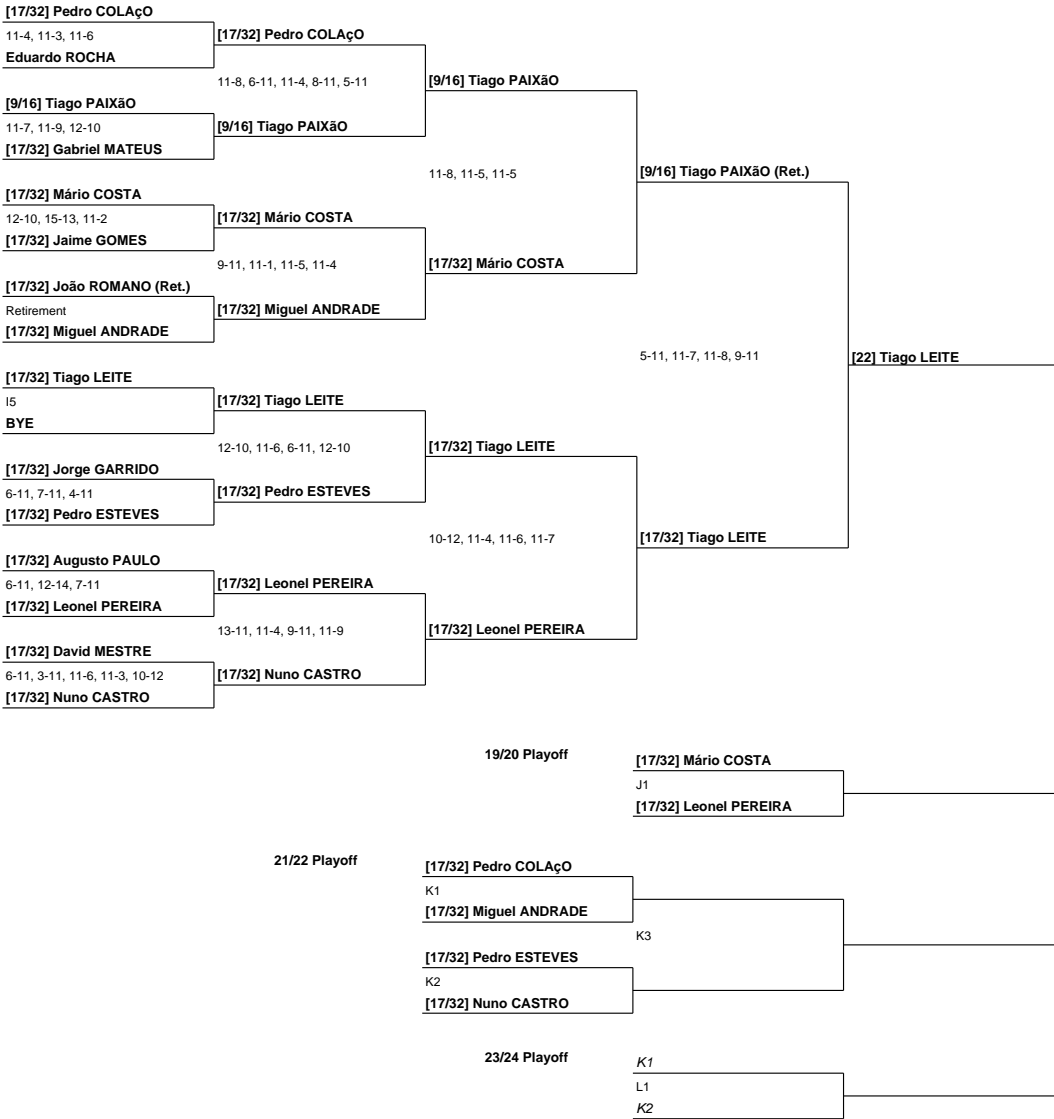 [17/32] Pedro COLAçO
11-4, 11-3, 11-6
Eduardo ROCHA
[9/16] Tiago PAIXãO
11-7, 11-9, 12-10
[17/32] Gabriel MATEUS
[17/32] Mário COSTA
12-10, 15-13, 11-2
[17/32] Jaime GOMES
[17/32] João ROMANO (Ret.)
Retirement
[17/32] Miguel ANDRADE
[17/32] Tiago LEITE
I5
BYE
[17/32] Jorge GARRIDO
6-11, 7-11, 4-11
[17/32] Pedro ESTEVES
[17/32] Augusto PAULO
6-11, 12-14, 7-11
[17/32] Leonel PEREIRA
[17/32] David MESTRE
6-11, 3-11, 11-6, 11-3, 10-12
[17/32] Nuno CASTRO
[17/32] Pedro COLAçO
11-8, 6-11, 11-4, 8-11, 5-11
[9/16] Tiago PAIXãO
[17/32] Mário COSTA
9-11, 11-1, 11-5, 11-4
[17/32] Miguel ANDRADE
[17/32] Tiago LEITE
12-10, 11-6, 6-11, 12-10
[17/32] Pedro ESTEVES
[17/32] Leonel PEREIRA
13-11, 11-4, 9-11, 11-9
[17/32] Nuno CASTRO
[9/16] Tiago PAIXãO
11-8, 11-5, 11-5
[17/32] Mário COSTA
[17/32] Tiago LEITE
10-12, 11-4, 11-6, 11-7
[17/32] Leonel PEREIRA
[9/16] Tiago PAIXãO (Ret.)
5-11, 11-7, 11-8, 9-11
[17/32] Tiago LEITE
[22] Tiago LEITE
19/20 Playoff
[17/32] Mário COSTA
J1
[17/32] Leonel PEREIRA
21/22 Playoff
[17/32] Pedro COLAçO
K1
[17/32] Miguel ANDRADE
K3
[17/32] Pedro ESTEVES
K2
[17/32] Nuno CASTRO
23/24 Playoff
K1
L1
K2